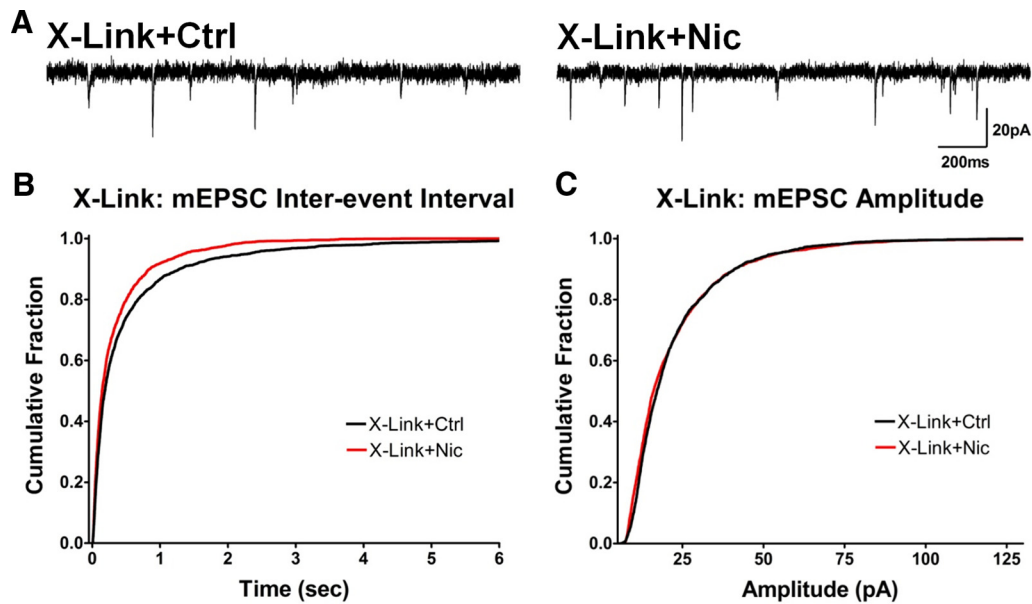 A
X-Link+Ctrl
X-Link+Nic
20pA
200ms
B
X-Link: mEPSC Inter-event Interval
Cumulative Fraction
1.0
0.8
0.6
0.4
0.2
0.0
X-Link+Ctrl
X-Link+Nic
0 1 2 3 4 5 6
Time (sec)
C
X-Link: mEPSC Amplitude
Cumulative Fraction
1.0
0.8
0.6
0.4
0.2
0.0
X-Link+Ctrl
X-Link+Nic
25 50 75 100 125
Amplitude (pA)